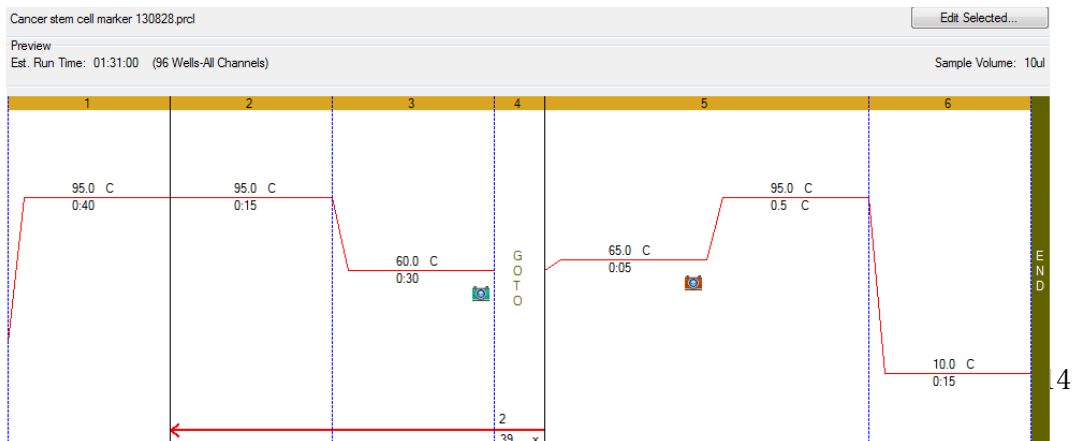 Cancer stem cell marker 130828.prcl
Edit Selected...
Preview
Est. Run Time: 01:31:00 (96 Wells-All Channels)
Sample Volume: 10ul
1 2 3 4 5 6
95.0 C
0:40
95.0 C
0:15
60.0 C
0:30
GOTO
65.0 C
0:05
95.0 C
0.5 C
10.0 C
0:15
END
14
2
39 x